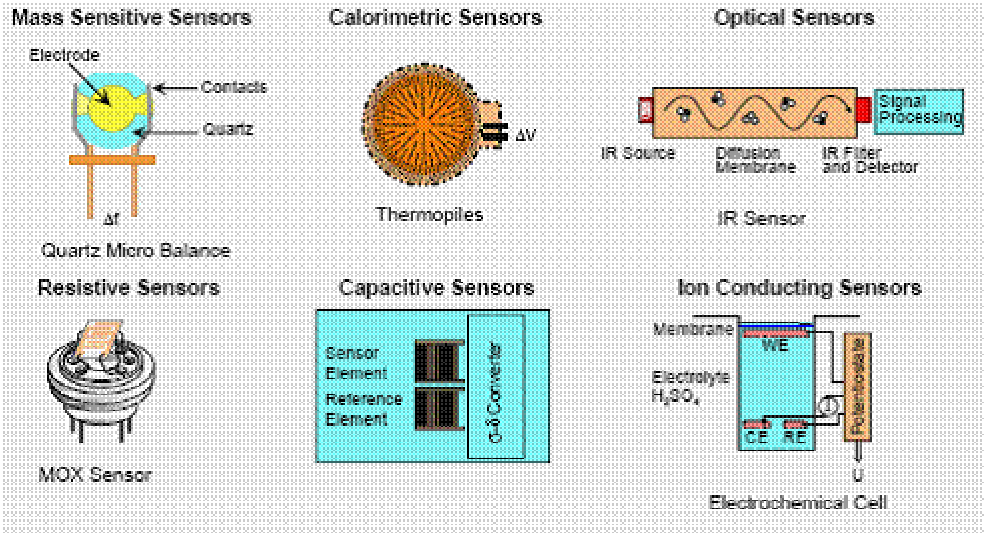 Mass Sensitive Sensors
Electrode
Contacts
Quartz
Δf
Quartz Micro Balance
Calorimetric Sensors
ΔV
Thermopiles
Optical Sensors
Signal
Processing
IR Source
Diffusion
Membrane
IR Filter
and Detector
IR Sensor
Resistive Sensors
MOX Sensor
Capacitive Sensors
Sensor
Element
Reference
Element
σ-δ Converter
Ion Conducting Sensors
Membrane
WE
Electrolyte
H₂SO₄
CE RE
Potentiostate
U
Electrochemical Cell